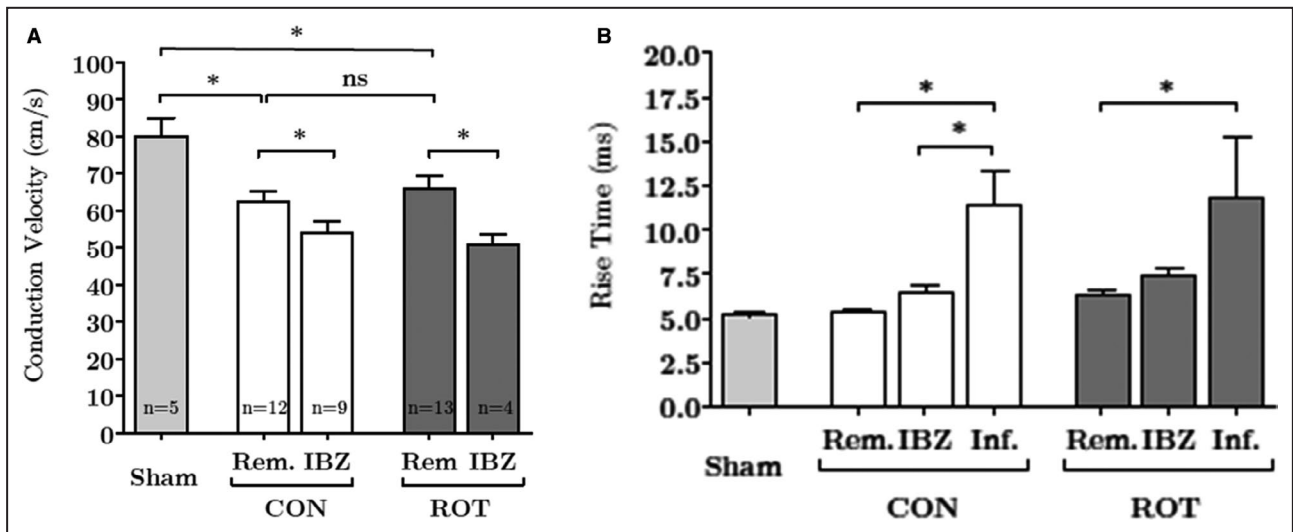 A
*
*
ns
*
*
100
90
80
70
60
50
40
30
20
10
0
Conduction Velocity (cm/s)
n=5
n=12
n=9
n=13
n=4
Sham
Rem. IBZ
Rem IBZ
CON
ROT
B
*
*
*
20.0
17.5
15.0
12.5
10.0
7.5
5.0
2.5
0.0
Rise Time (ms)
Sham
Rem. IBZ Inf.
Rem. IBZ Inf.
CON
ROT